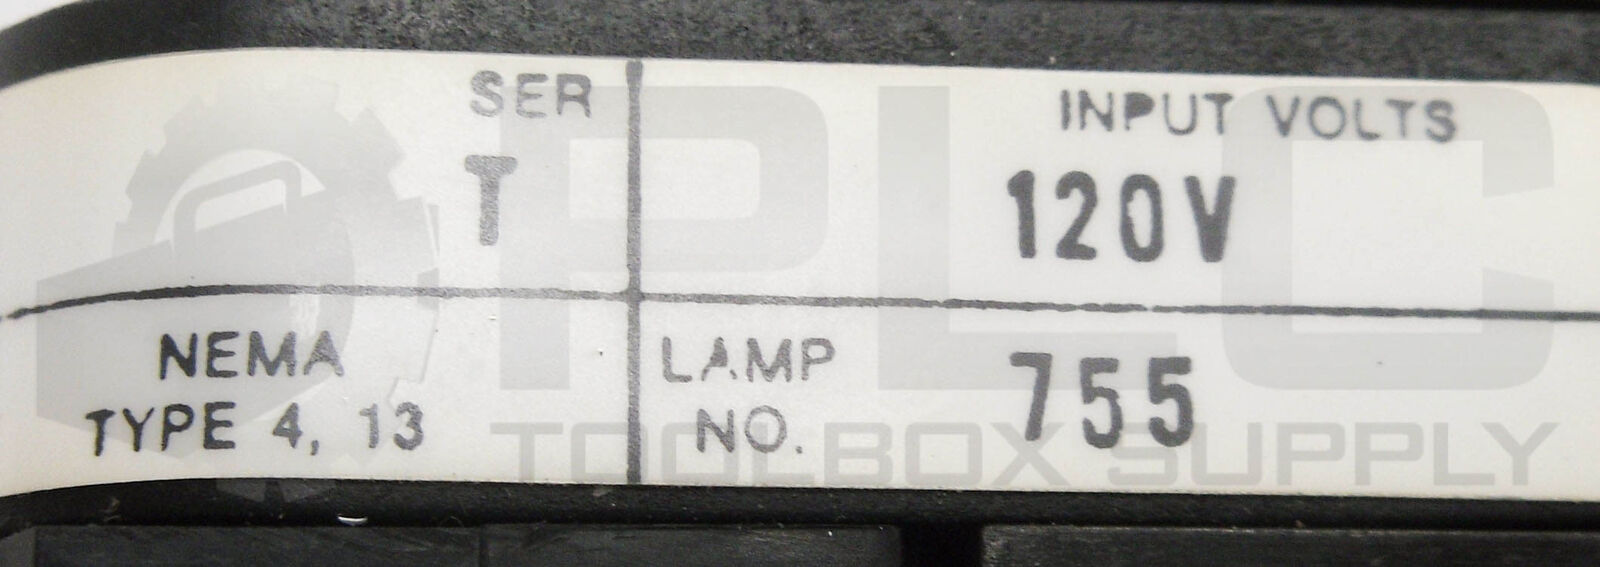 SER
T
INPUT VOLTS
120V
NEMA
TYPE 4, 13
LAMP
NO.
755
PLC
TOOLBOX SUPPLY